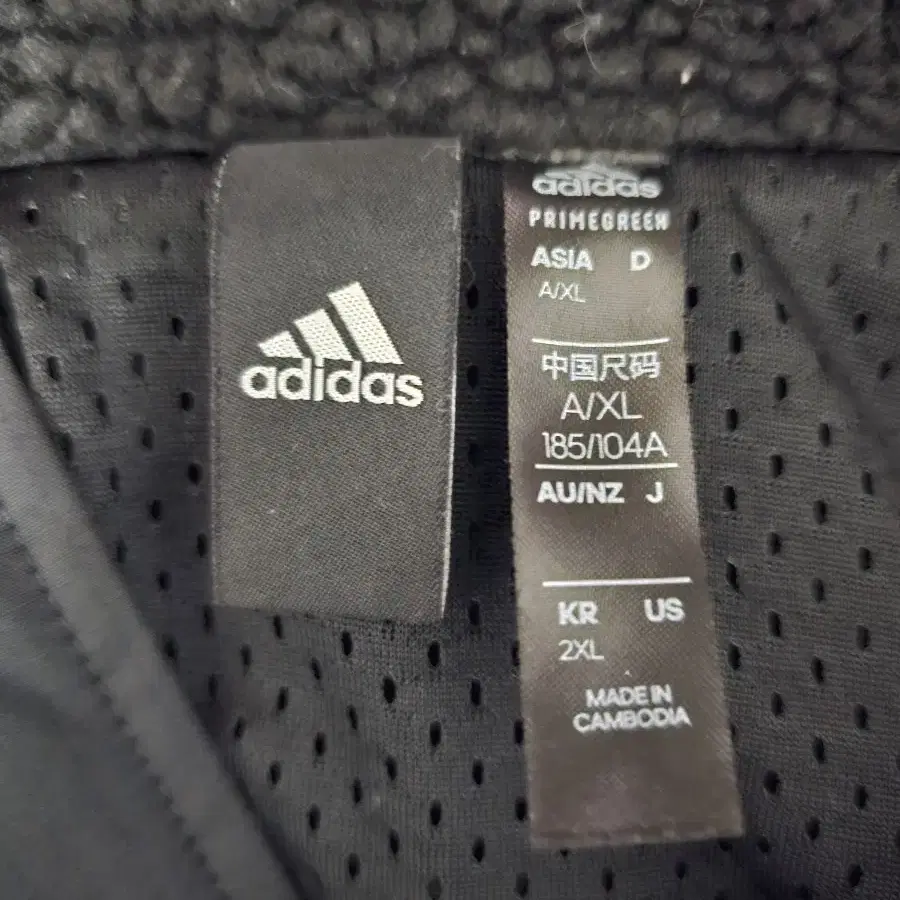 adidas
adidas
PRIMEGREEN
ASIA D
A/XL
中国尺码
A/XL
185/104A
AU/NZ J
KR US
2XL
MADE IN
CAMBODIA